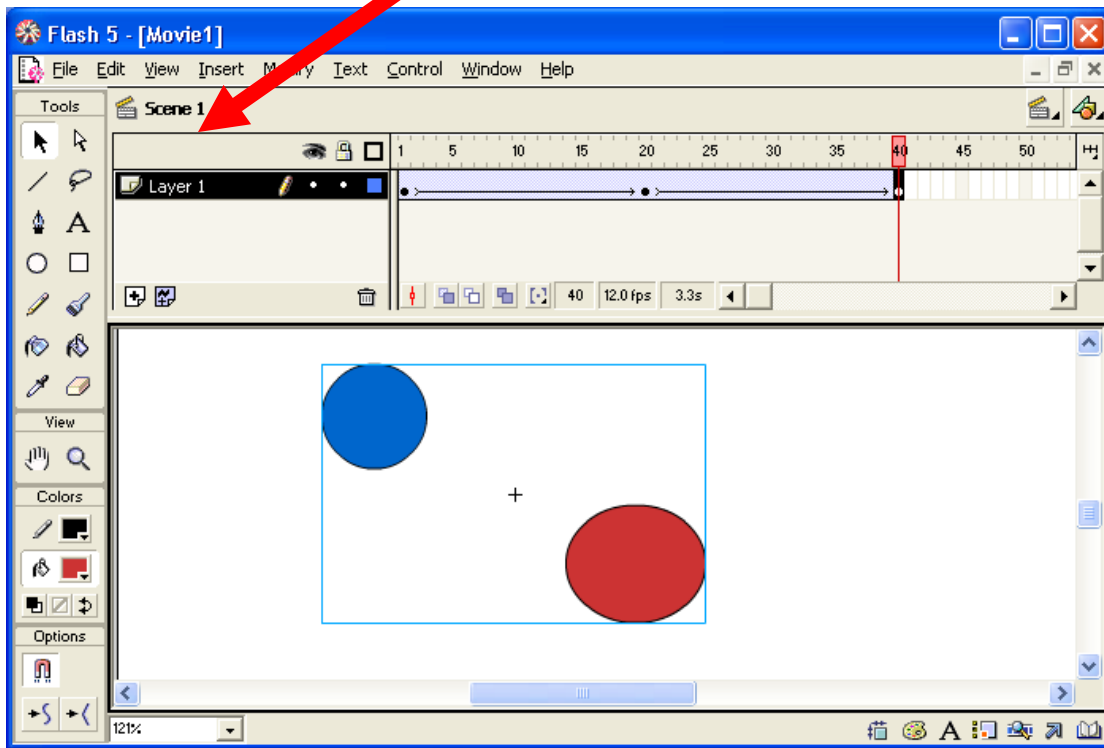 Flash 5 - [Movie1]
File Edit View Insert Text Control Window Help
Tools
Scene 1
1 5 10 15 20 25 30 35 40 45 50
Layer 1
A
40 12.0 fps 3.3s
View
Colors
Options
121%
A